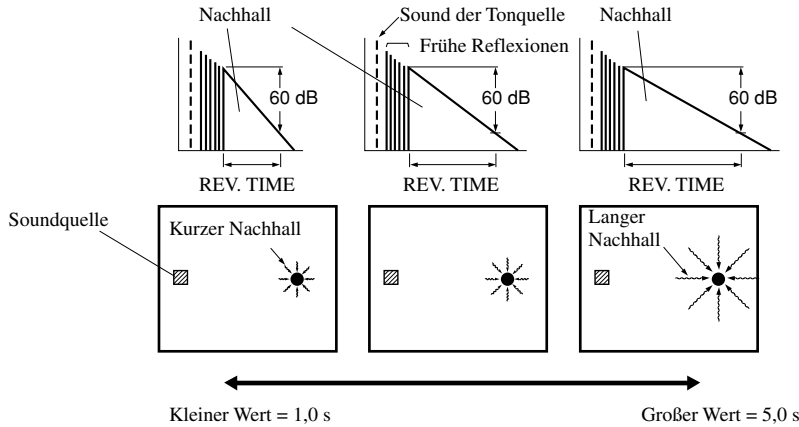 Nachhall
Sound der Tonquelle
Nachhall
Frühe Reflexionen
60 dB
60 dB
60 dB
REV. TIME
REV. TIME
REV. TIME
Soundquelle
Kurzer Nachhall
Langer
Nachhall
Kleiner Wert = 1,0 s
Großer Wert = 5,0 s